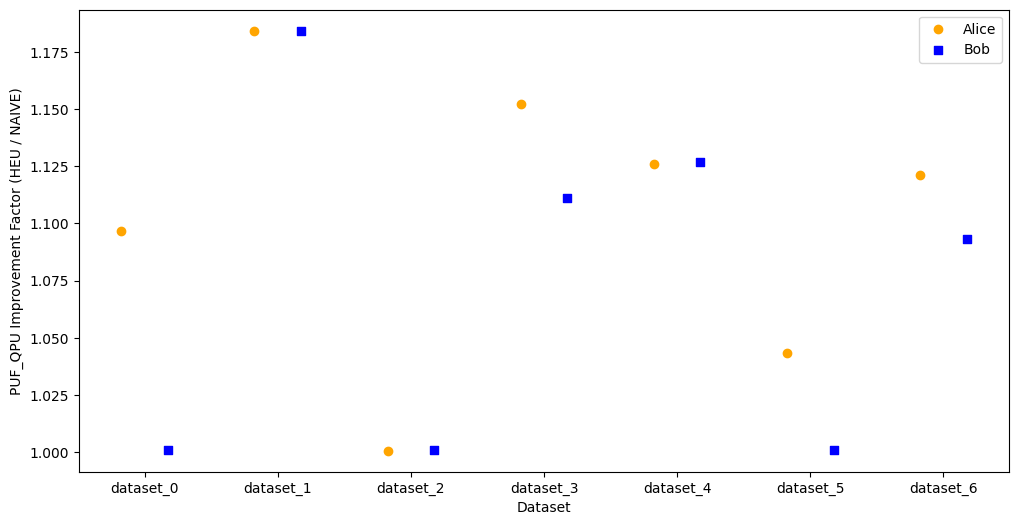 PUF_QPU Improvement Factor (HEU / NAIVE)
1.175
1.150
1.125
1.100
1.075
1.050
1.025
1.000
Alice
Bob
dataset_0
dataset_1
dataset_2
dataset_3
dataset_4
dataset_5
dataset_6
Dataset